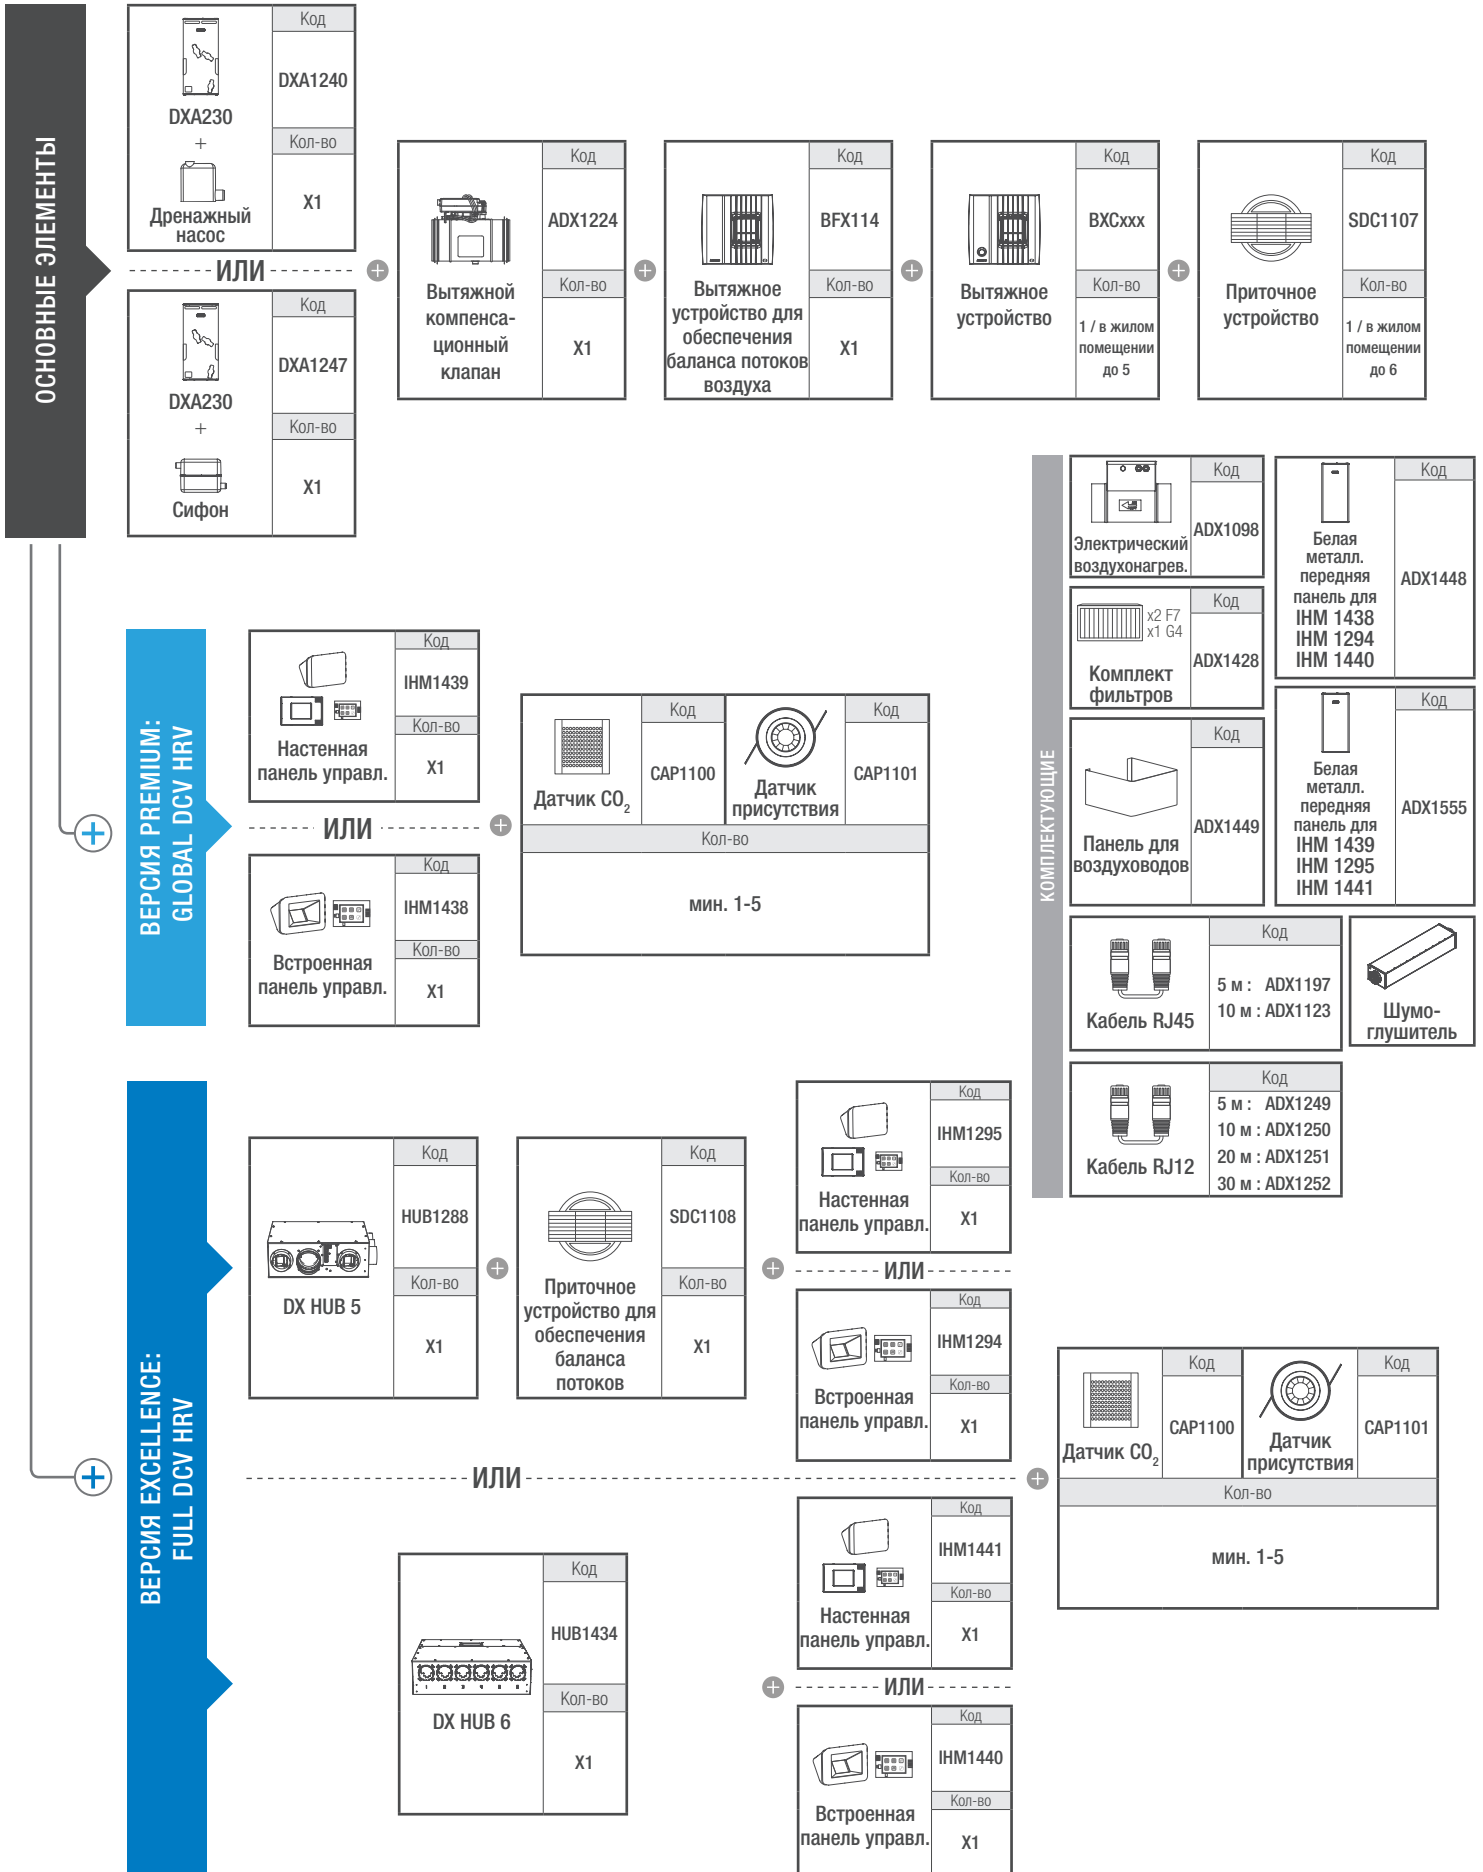 ОСНОВНЫЕ ЭЛЕМЕНТЫ
Код
DXA1240
DXA230
+
Кол-во
Дренажный
насос
X1
ИЛИ
Код
DXA1247
DXA230
+
Кол-во
Сифон
X1
Код
ADX1224
Кол-во
Вытяжной
компенса-
ционный
клапан
X1
Код
BFX114
Кол-во
Вытяжное
устройство для
обеспечения
баланса потоков
воздуха
X1
Код
BXCxxx
Кол-во
Вытяжное
устройство
1 / в жилом
помещении
до 5
Код
SDC1107
Кол-во
Приточное
устройство
1 / в жилом
помещении
до 6
КОМПЛЕКТУЮЩИЕ
Код
ADX1098
Электрический
воздухонагрев.
Код
x2 F7
x1 G4
ADX1428
Комплект
фильтров
Код
ADX1449
Панель для
воздуховодов
Код
Белая
металл.
передняя
панель для
IHM 1438
IHM 1294
IHM 1440
ADX1448
Код
Белая
металл.
передняя
панель для
IHM 1439
IHM 1295
IHM 1441
ADX1555
Код
Кабель RJ45
5 м : ADX1197
10 м : ADX1123
Шумо-
глушитель
Код
Кабель RJ12
5 м : ADX1249
10 м : ADX1250
20 м : ADX1251
30 м : ADX1252
ВЕРСИЯ PREMIUM:
GLOBAL DCV HRV
Код
IHM1439
Кол-во
Настенная
панель управл.
X1
ИЛИ
Код
IHM1438
Кол-во
Встроенная
панель управл.
X1
Код
Датчик CO2
CAP1100
Код
Датчик
присутствия
CAP1101
Кол-во
мин. 1-5
ВЕРСИЯ EXCELLENCE:
FULL DCV HRV
Код
HUB1288
Кол-во
DX HUB 5
X1
Код
SDC1108
Кол-во
Приточное
устройство для
обеспечения
баланса
потоков
X1
Код
IHM1295
Кол-во
Настенная
панель управл.
X1
ИЛИ
Код
IHM1294
Кол-во
Встроенная
панель управл.
X1
ИЛИ
Код
HUB1434
Кол-во
DX HUB 6
X1
Код
IHM1441
Кол-во
Настенная
панель управл.
X1
ИЛИ
Код
IHM1440
Кол-во
Встроенная
панель управл.
X1
Код
Датчик CO2
CAP1100
Код
Датчик
присутствия
CAP1101
Кол-во
мин. 1-5